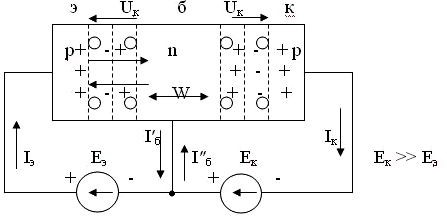 э Uк б Uк к
p + - + n + - + p
+ - + + - +
+ - + W + - +
Iэ I′б I″б Iк
+ Eэ - + Eк - Eк >> Eэ